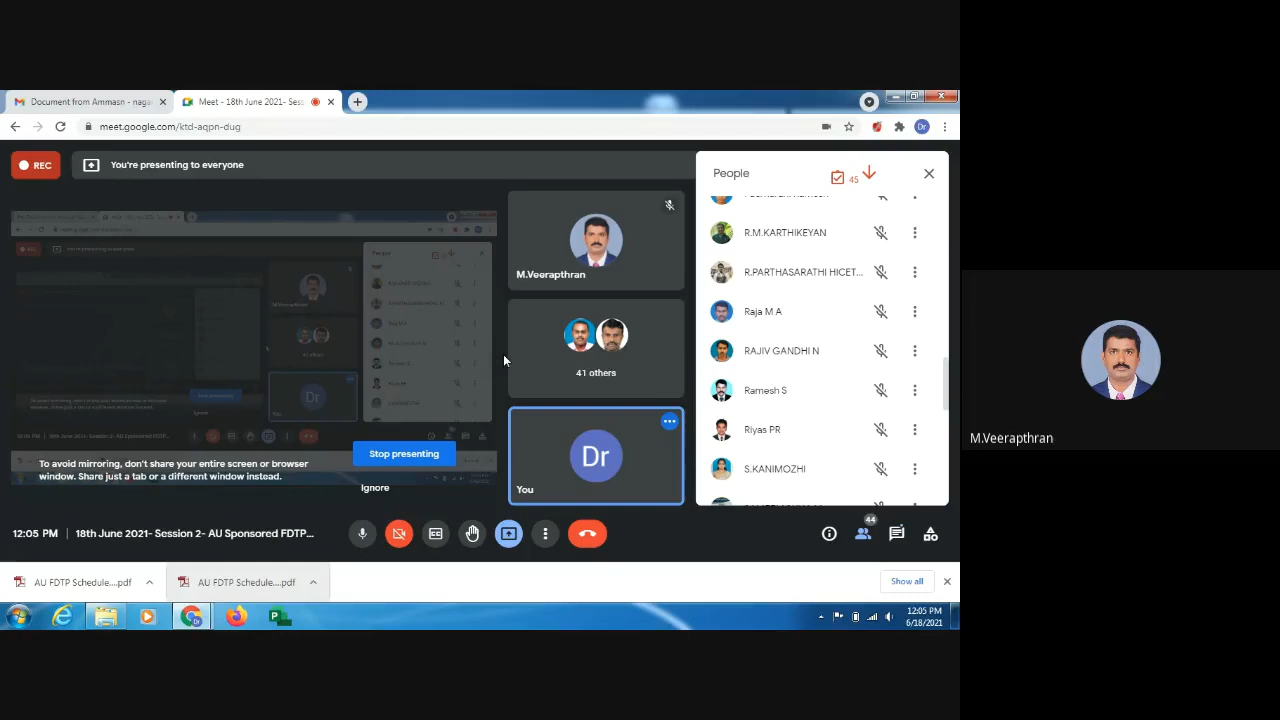 Document from Ammasn - naga
Meet - 18th June 2021- Sess
meet.google.com/ktd-aqpn-dug
Dr
REC
You're presenting to everyone
People
45
R.M.KARTHIKEYAN
R.PARTHASARATHI HICET...
Raja M A
RAJIV GANDHI N
Ramesh S
Riyas PR
S.KANIMOZHI
M.Veerapthran
41 others
Dr
You
To avoid mirroring, don't share your entire screen or browser
window. Share just a tab or a different window instead.
Stop presenting
Ignore
12:05 PM | 18th June 2021- Session 2- AU Sponsored FDTP...
44
AU FDTP Schedule....pdf
AU FDTP Schedule....pdf
Show all
12:05 PM
6/18/2021
M.Veerapthran